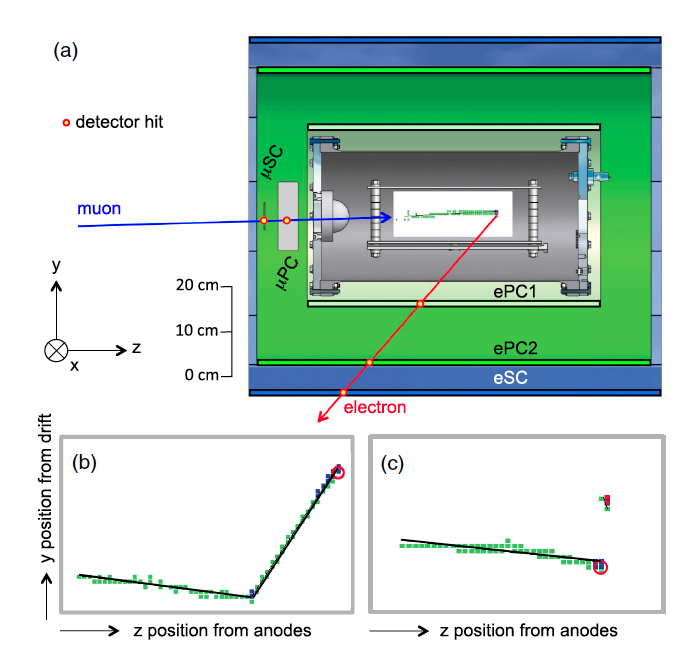 (a)
detector hit
μSC
muon
μPC
y
z
x
20 cm
10 cm
0 cm
ePC1
ePC2
eSC
electron
(b)
(c)
y position from drift
z position from anodes
z position from anodes